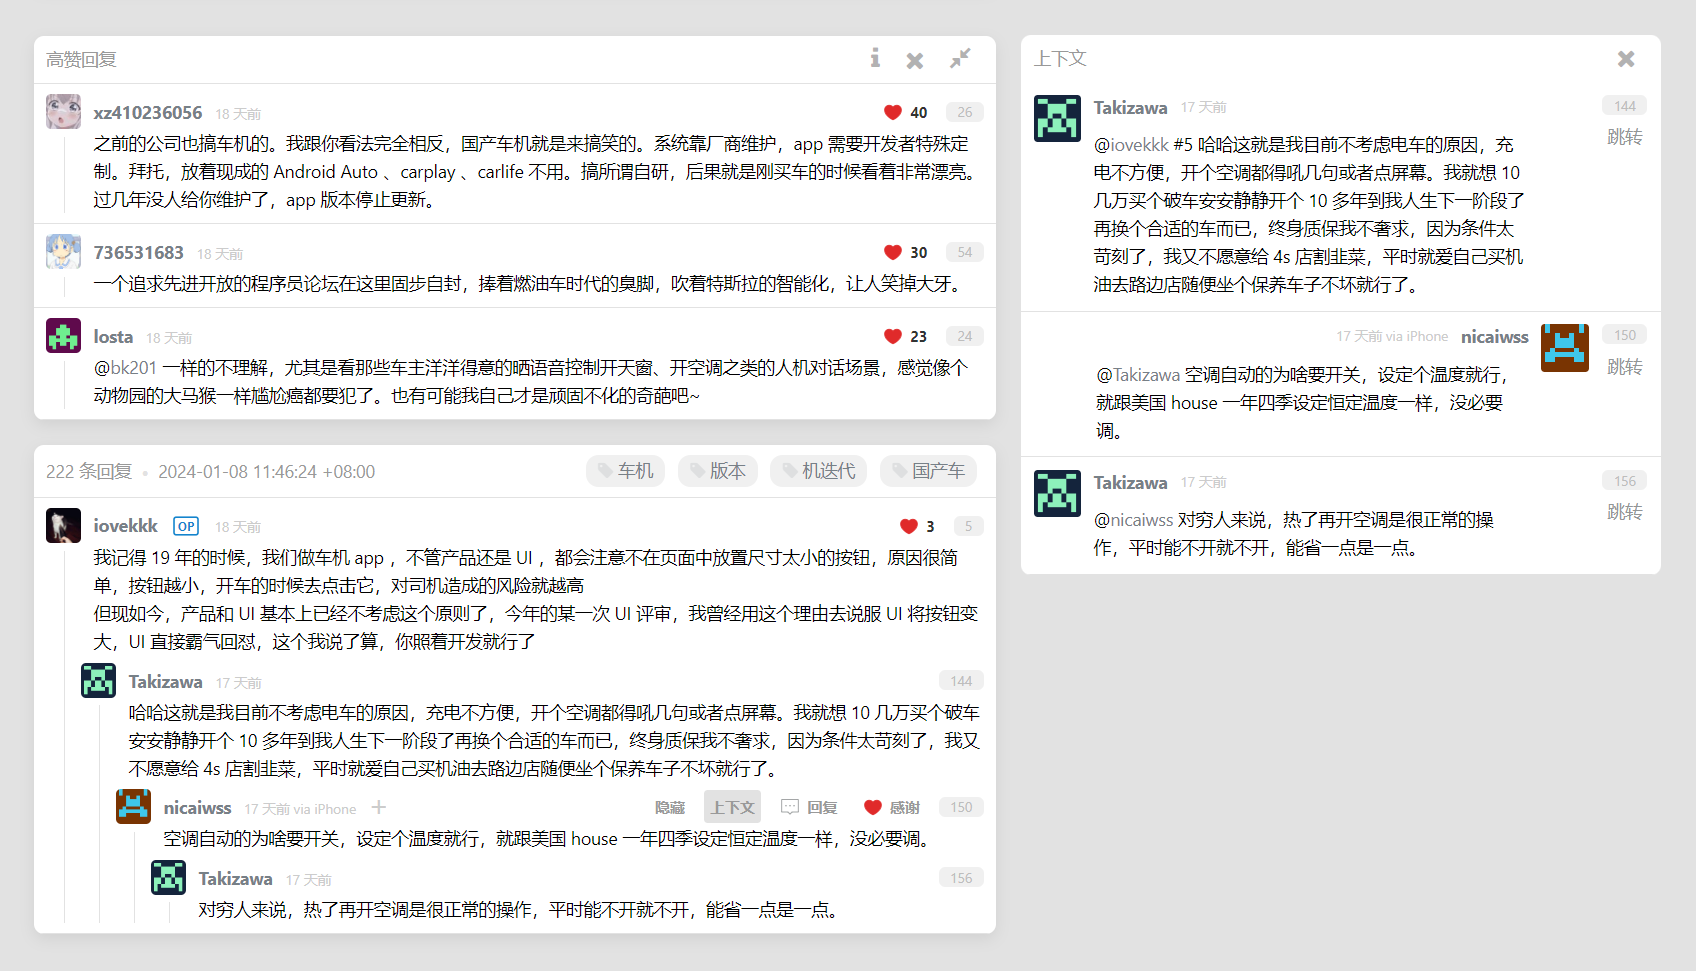 高赞回复
xz410236056 18 天前 40 26
之前的公司也搞车机的。我跟你看法完全相反，国产车机就是来搞笑的。系统靠厂商维护，app 需要开发者特殊定
制。拜托，放着现成的 Android Auto 、carplay 、carlife 不用。搞所谓自研，后果就是刚买车的时候看着非常漂亮。
过几年没人给你维护了，app 版本停止更新。
736531683 18 天前 30 54
一个追求先进开放的程序员论坛在这里固步自封，捧着燃油车时代的臭脚，吹着特斯拉的智能化，让人笑掉大牙。
losta 18 天前 23 24
@bk201 一样的不理解，尤其是看那些车主洋洋得意的晒语音控制开天窗、开空调之类的人机对话场景，感觉像个
动物园的大马猴一样尴尬癌都要犯了。也有可能我自己才是顽固不化的奇葩吧~
222 条回复 • 2024-01-08 11:46:24 +08:00 车机 版本 机迭代 国产车
iovekkk OP 18 天前 3 5
我记得 19 年的时候，我们做车机 app ，不管产品还是 UI ，都会注意不在页面中放置尺寸太小的按钮，原因很简
单，按钮越小，开车的时候去点击它，对司机造成的风险就越高
但现如今，产品和 UI 基本上已经不考虑这个原则了，今年的某一次 UI 评审，我曾经用这个理由去说服 UI 将按钮变
大，UI 直接霸气回怼，这个我说了算，你照着开发就行了
Takizawa 17 天前 144
哈哈这就是我目前不考虑电车的原因，充电不方便，开个空调都得吼几句或者点屏幕。我就想 10 几万买个破车
安安静静开个 10 多年到我人生下一阶段了再换个合适的车而已，终身质保我不奢求，因为条件太苛刻了，我又
不愿意给 4s 店割韭菜，平时就爱自己买机油去路边店随便坐个保养车子不坏就行了。
nicaiwss 17 天前 via iPhone 隐藏 上下文 回复 感谢 150
空调自动的为啥要开关，设定个温度就行，就跟美国 house 一年四季设定恒定温度一样，没必要调。
Takizawa 17 天前 156
对穷人来说，热了再开空调是很正常的操作，平时能不开就不开，能省一点是一点。
上下文
Takizawa 17 天前 144
跳转
@iovekkk #5 哈哈这就是我目前不考虑电车的原因，充
电不方便，开个空调都得吼几句或者点屏幕。我就想 10
几万买个破车安安静静开个 10 多年到我人生下一阶段了
再换个合适的车而已，终身质保我不奢求，因为条件太
苛刻了，我又不愿意给 4s 店割韭菜，平时就爱自己买机
油去路边店随便坐个保养车子不坏就行了。
17 天前 via iPhone nicaiwss 150
跳转
@Takizawa 空调自动的为啥要开关，设定个温度就行，
就跟美国 house 一年四季设定恒定温度一样，没必要
调。
Takizawa 17 天前 156
跳转
@nicaiwss 对穷人来说，热了再开空调是很正常的操
作，平时能不开就不开，能省一点是一点。